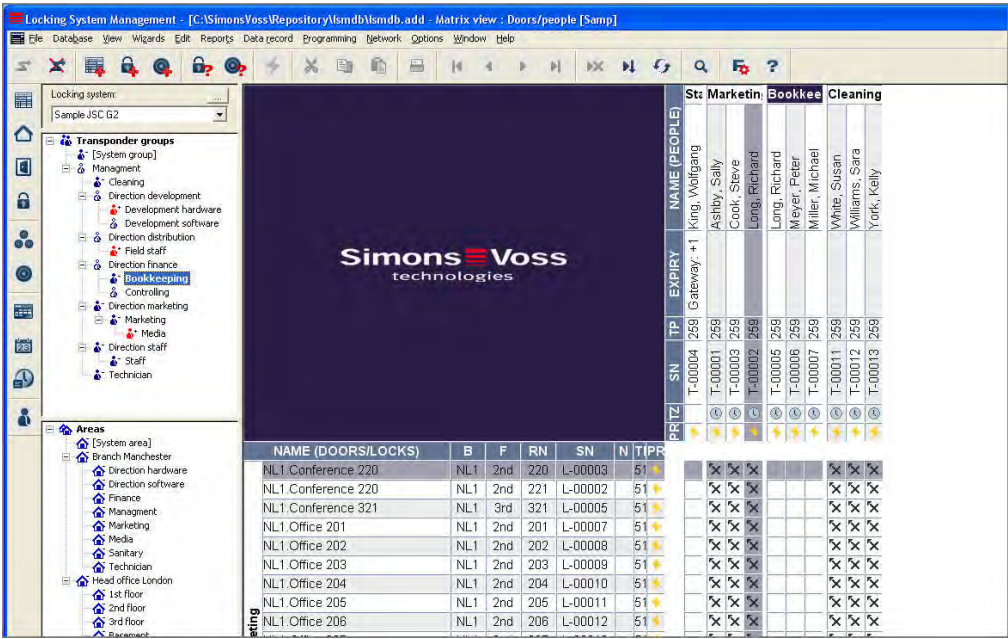 Locking System Management - [C:\SimonsVoss\Repository\lsmdb\lsmdb.add - Matrix view : Doors/people [Samp]
File Database View Wizards Edit Reports Data record Programming Network Options Window Help
Locking system:
...
Sample JSC G2
Transponder groups
[System group]
Managment
Cleaning
Direction development
Development hardware
Development software
Direction distributiion
Field staff
Direction finance
Bookkeeping
Controlling
Direction marketing
Marketing
Media
Direction staff
Staff
Technician
Areas
[System area]
Branch Manchester
Direction hardware
Direction software
Finance
Managment
Marketing
Media
Sanitary
Technician
Head office London
1st floor
2nd floor
3rd floor
Basement
Simons Voss
technologies
Sta Marketin Bookkee Cleaning
NAME (PEOPLE)
EXPIRY
TP
SN
TZ
PR
King, Wolfgang Gateway: +1 259 T-00004
Ashby, Sally 259 T-00001
Cook, Steve 259 T-00003
Long, Richard 259 T-00002
Long, Richard 259 T-00005
Meyer, Peter 259 T-00006
Miller, Michael 259 T-00007
White, Susan 259 T-00011
Williams, Sara 259 T-00012
York, Kelly 259 T-00013
NAME (DOORS/LOCKS) B F RN SN N TI PR
NL1.Conference 220 NL1 2nd 220 L-00003 51
NL1.Conference 220 NL1 2nd 221 L-00002 51
NL1.Conference 321 NL1 3rd 321 L-00005 51
NL1.Office 201 NL1 2nd 201 L-00007 51
NL1.Office 202 NL1 2nd 202 L-00008 51
NL1.Office 203 NL1 2nd 203 L-00009 51
NL1.Office 204 NL1 2nd 204 L-00010 51
NL1.Office 205 NL1 2nd 205 L-00011 51
NL1.Office 206 NL1 2nd 206 L-00012 51
eting